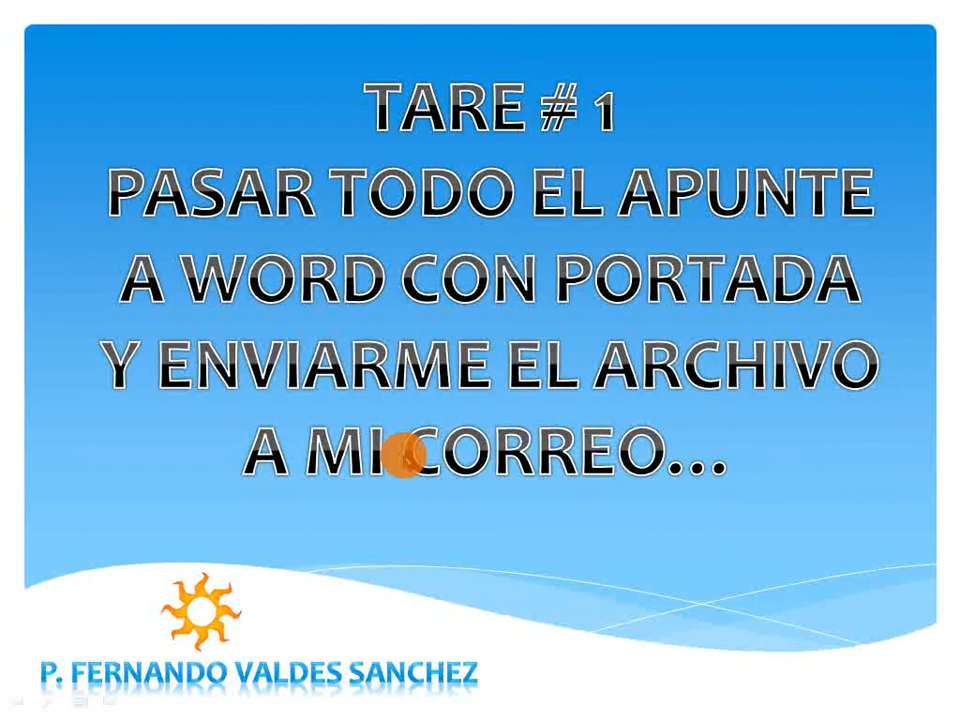 TARE # 1
PASAR TODO EL APUNTE
A WORD CON PORTADA
Y ENVIARME EL ARCHIVO
A MI CORREO...
P. FERNANDO VALDES SANCHEZ